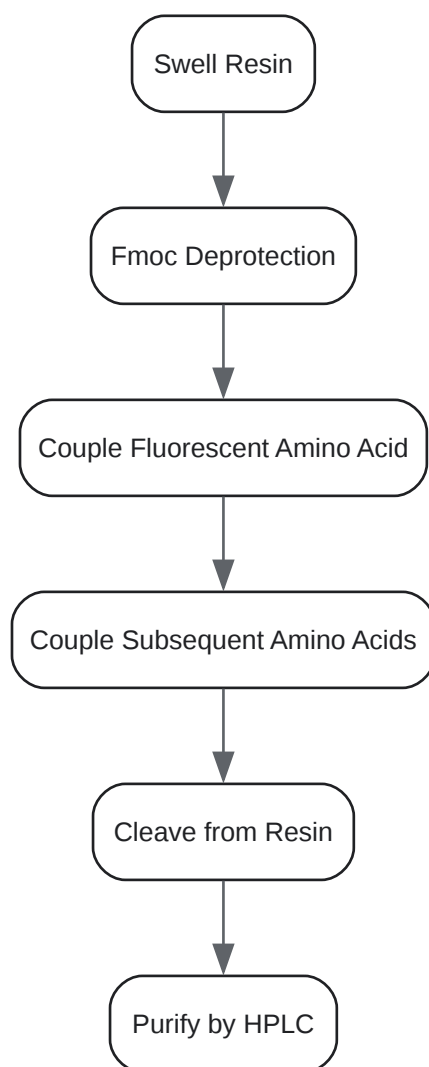 Swell Resin
Fmoc Deprotection
Couple Fluorescent Amino Acid
Couple Subsequent Amino Acids
Cleave from Resin
Purify by HPLC